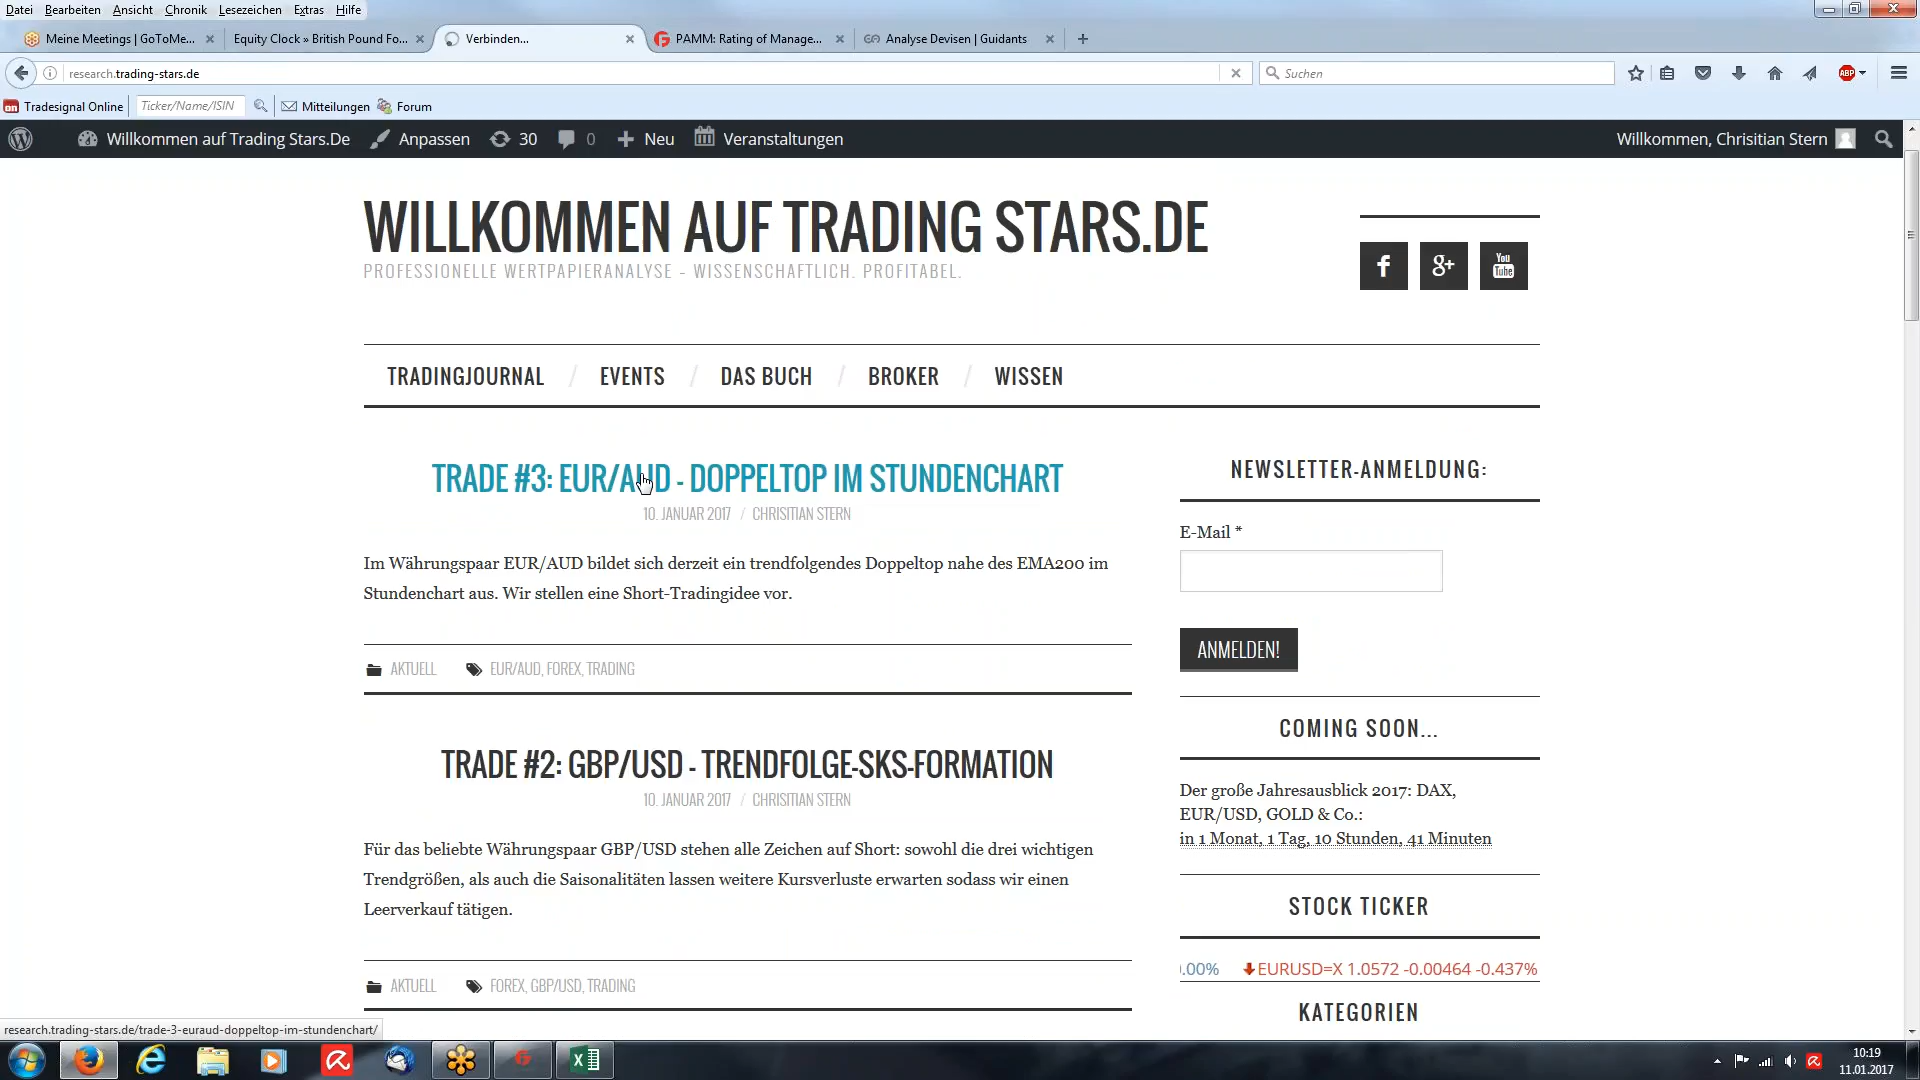 Datei Bearbeiten Ansicht Chronik Lesezeichen Extras Hilfe
Meine Meetings | GoToMe... Equity Clock » British Pound Fo... Verbinden... PAMM: Rating of Manage... Analyse Devisen | Guidants
research.trading-stars.de Suchen ABP
on Tradesignal Online Ticker/Name/ISIN Mitteilungen Forum
Willkommen auf Trading Stars.De Anpassen 30 0 Neu Veranstaltungen Willkommen, Chrisitian Stern
WILLKOMMEN AUF TRADING STARS.DE
PROFESSIONELLE WERTPAPIERANALYSE – WISSENSCHAFTLICH. PROFITABEL.
f g+ You Tube
TRADINGJOURNAL / EVENTS / DAS BUCH / BROKER / WISSEN
TRADE #3: EUR/AUD - DOPPELTOP IM STUNDENCHART
10. JANUAR 2017 / CHRISITIAN STERN
Im Währungspaar EUR/AUD bildet sich derzeit ein trendfolgendes Doppeltop nahe des EMA200 im
Stundenchart aus. Wir stellen eine Short-Tradingidee vor.
AKTUELL EUR/AUD, FOREX, TRADING
TRADE #2: GBP/USD - TRENDFOLGE-SKS-FORMATION
10. JANUAR 2017 / CHRISITIAN STERN
Für das beliebte Währungspaar GBP/USD stehen alle Zeichen auf Short: sowohl die drei wichtigen
Trendgrößen, als auch die Saisonalitäten lassen weitere Kursverluste erwarten sodass wir einen
Leerverkauf tätigen.
AKTUELL FOREX, GBP/USD, TRADING
NEWSLETTER-ANMELDUNG:
E-Mail *
ANMELDEN!
COMING SOON...
Der große Jahresausblick 2017: DAX,
EUR/USD, GOLD & Co.:
in 1 Monat, 1 Tag, 10 Stunden, 41 Minuten
STOCK TICKER
.00% EURUSD=X 1.0572 -0.00464 -0.437%
KATEGORIEN
research.trading-stars.de/trade-3-euraud-doppeltop-im-stundenchart/
10:19
11.01.2017